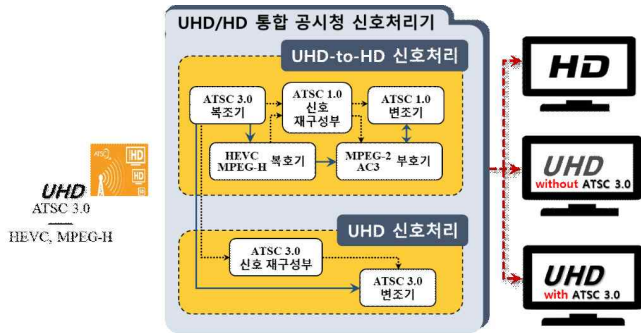 UHD/HD 통합 공시청 신호처리기
UHD-to-HD 신호처리
ATSC 3.0
복조기
ATSC 1.0
신호
재구성부
ATSC 1.0
변조기
HEVC
MPEG-H 복호기
MPEG-2
AC3 부호기
UHD 신호처리
ATSC 3.0
신호 재구성부
ATSC 3.0
변조기
ATSC
HD
HD
UHD
ATSC 3.0
HEVC, MPEG-H
HD
UHD
without ATSC 3.0
UHD
with ATSC 3.0